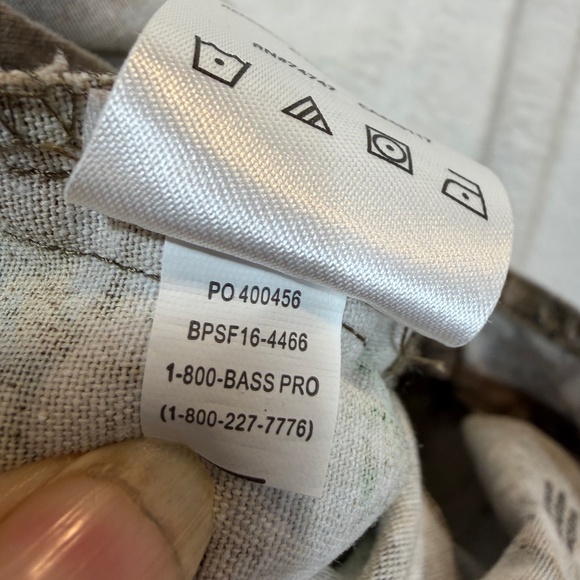 PO 400456
BPSF16-4466
1-800-BASS PRO
(1-800-227-7776)